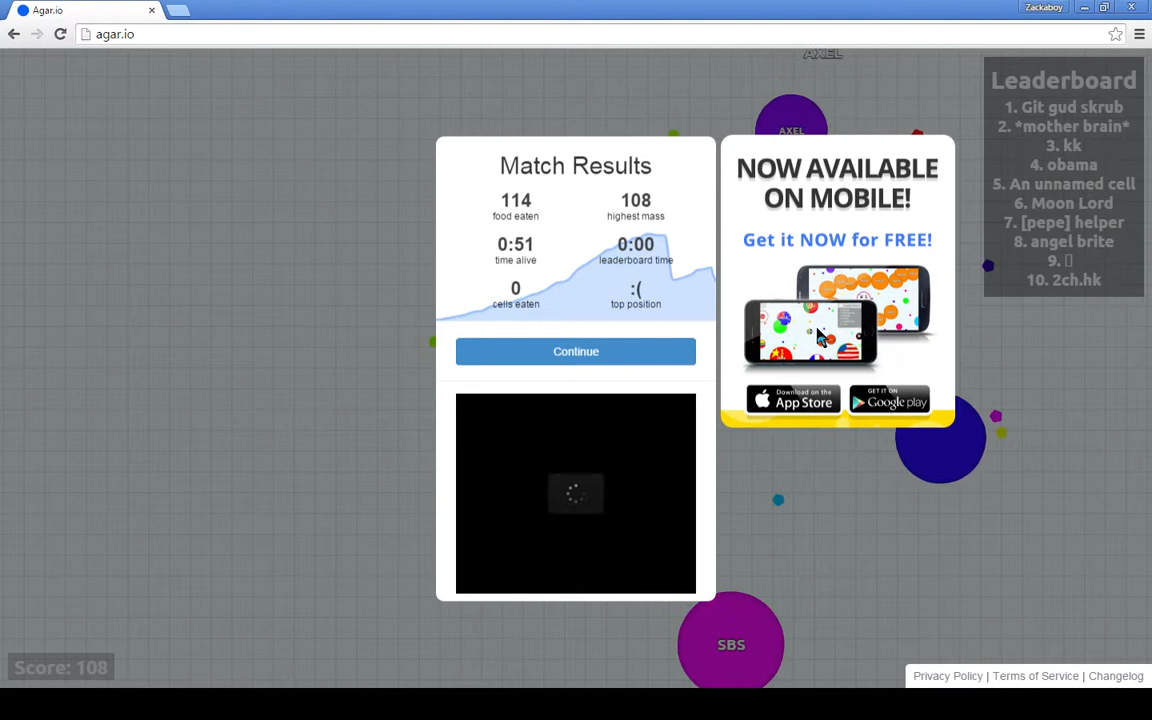 Agar.io
Zackaboy
agar.io
AXEL
AXEL
Leaderboard
1. Git gud skrub
2. *mother brain*
3. kk
4. obama
5. An unnamed cell
6. Moon Lord
7. [pepe] helper
8. angel brite
9. 
10. 2ch.hk
Match Results
114
food eaten
108
highest mass
0:51
time alive
0:00
leaderboard time
0
cells eaten
:(
top position
Continue
NOW AVAILABLE
ON MOBILE!
Get it NOW for FREE!
Download on the
App Store
GET IT ON
Google play
SBS
Score: 108
Privacy Policy | Terms of Service | Changelog